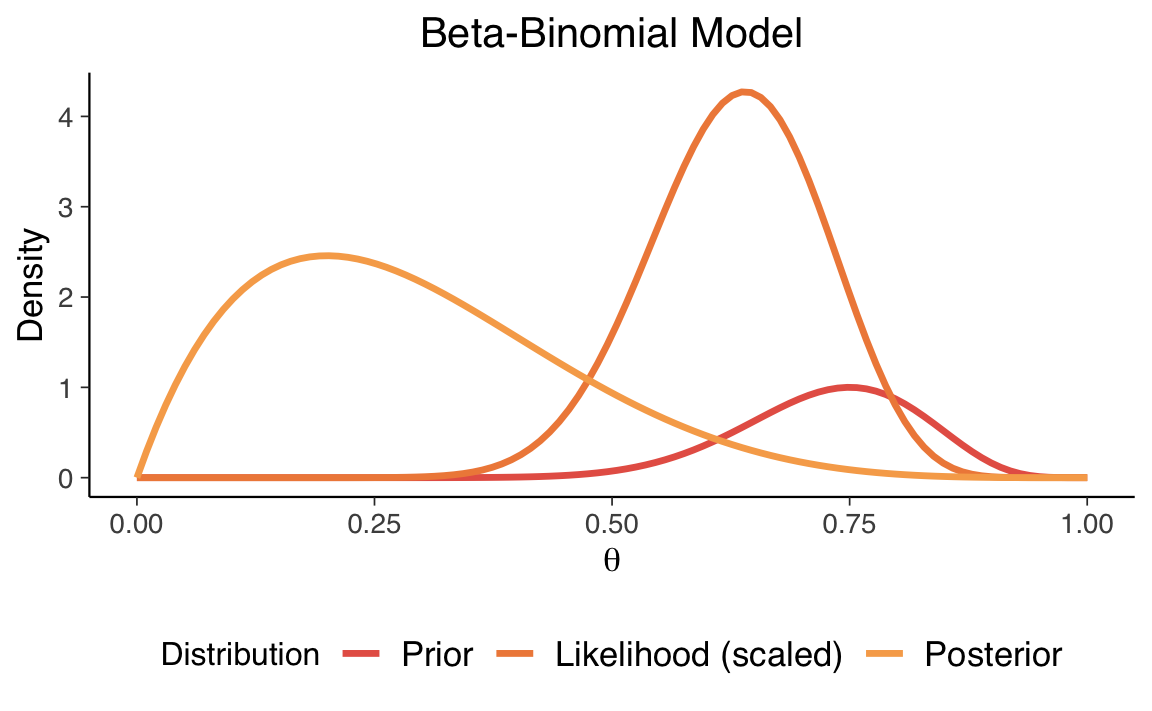 Beta-Binomial Model
Density
4
3
2
1
0
0.00 0.25 0.50 0.75 1.00
θ
Distribution Prior Likelihood (scaled) Posterior